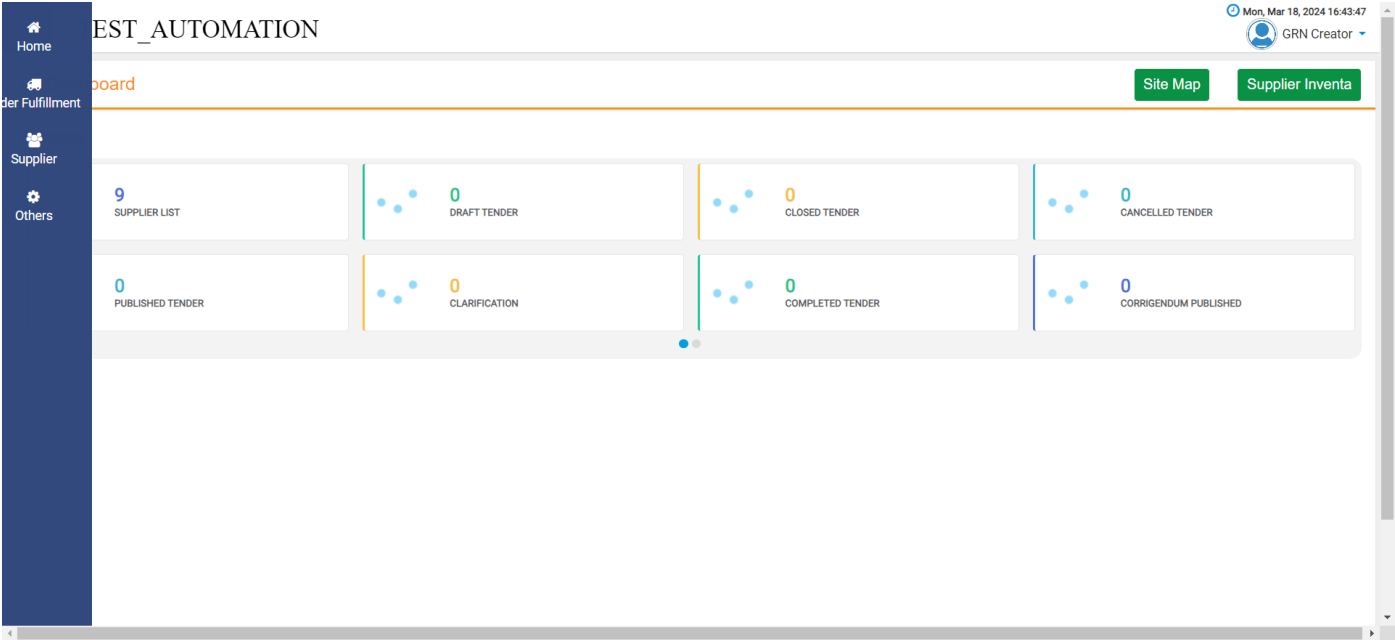 Mon, Mar 18, 2024 16:43:47
EST_AUTOMATION
GRN Creator
Home
board
Site Map
Supplier Inventa
der Fulfillment
Supplier
Others
9
SUPPLIER LIST
0
DRAFT TENDER
0
CLOSED TENDER
0
CANCELLED TENDER
0
PUBLISHED TENDER
0
CLARIFICATION
0
COMPLETED TENDER
0
CORRIGENDUM PUBLISHED